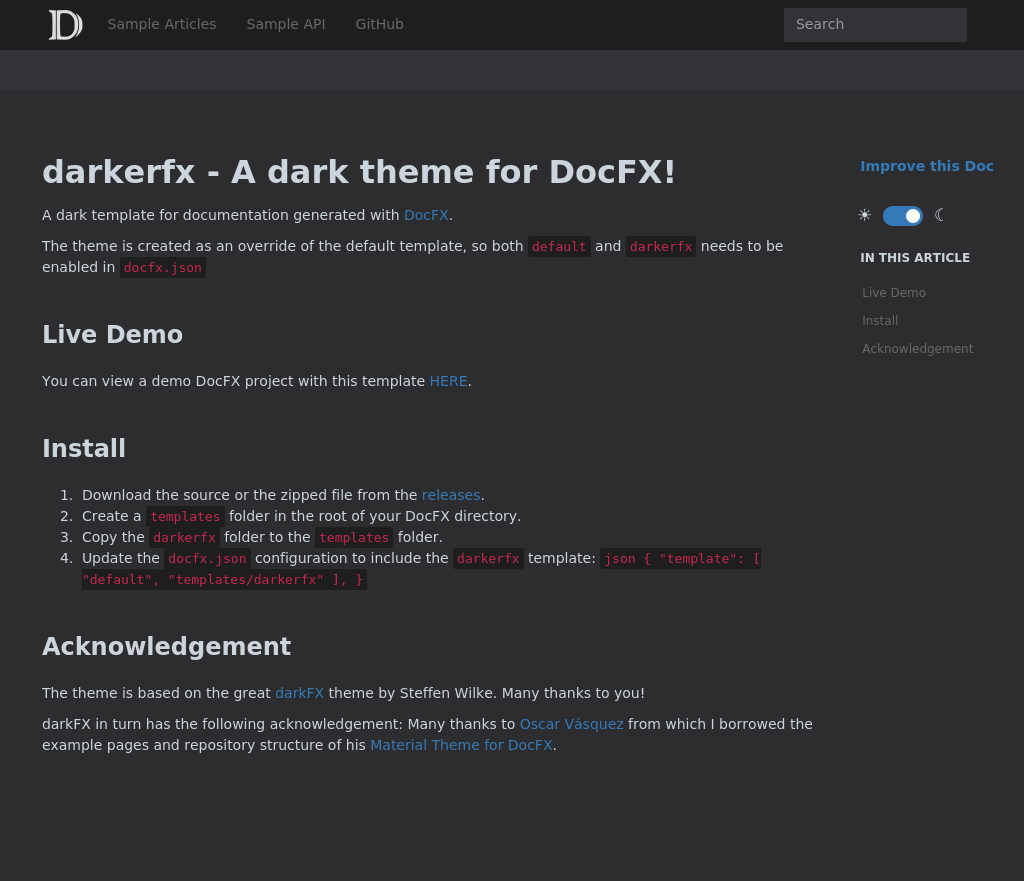 D
Sample Articles
Sample API
GitHub
Search
darkerfx - A dark theme for DocFX!
A dark template for documentation generated with DocFX.
The theme is created as an override of the default template, so both default and darkerfx needs to be
enabled in docfx.json
Live Demo
You can view a demo DocFX project with this template HERE.
Install
1. Download the source or the zipped file from the releases.
2. Create a templates folder in the root of your DocFX directory.
3. Copy the darkerfx folder to the templates folder.
4. Update the docfx.json configuration to include the darkerfx template: json { "template": [
"default", "templates/darkerfx" ], }
Acknowledgement
The theme is based on the great darkFX theme by Steffen Wilke. Many thanks to you!
darkFX in turn has the following acknowledgement: Many thanks to Oscar Vásquez from which I borrowed the
example pages and repository structure of his Material Theme for DocFX.
Improve this Doc
IN THIS ARTICLE
Live Demo
Install
Acknowledgement